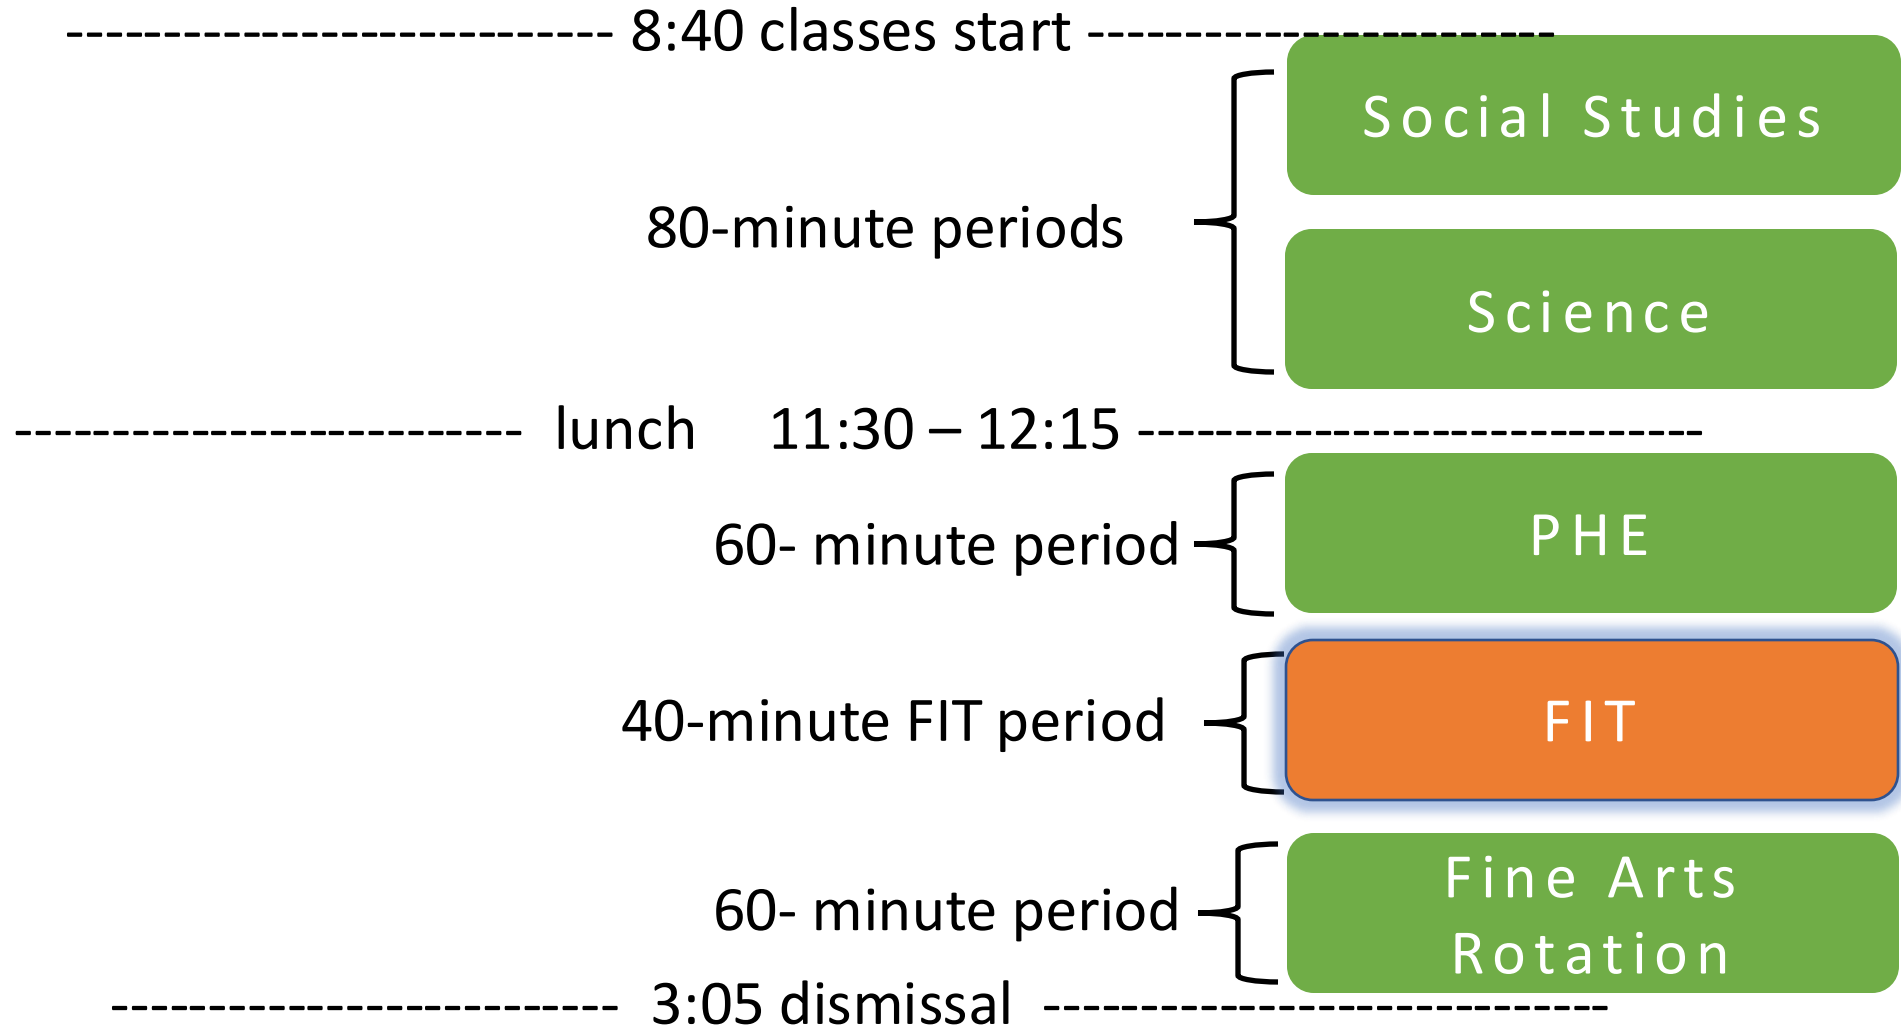 8:40 classes start
Social Studies
80-minute periods
Science
lunch 11:30 – 12:15
60- minute period
PHE
40-minute FIT period
FIT
60- minute period
Fine Arts
Rotation
3:05 dismissal